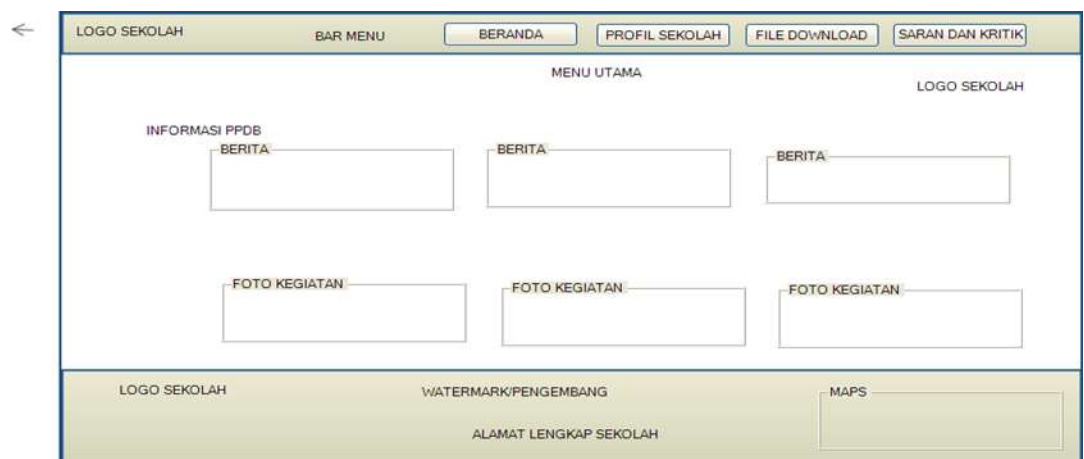 LOGO SEKOLAH BAR MENU BERANDA PROFIL SEKOLAH FILE DOWNLOAD SARAN DAN KRITIK
MENU UTAMA
LOGO SEKOLAH
INFORMASI PPDB
BERITA BERITA BERITA
FOTO KEGIATAN FOTO KEGIATAN FOTO KEGIATAN
LOGO SEKOLAH WATERMARK/PENGEMBANG MAPS
ALAMAT LENGKAP SEKOLAH